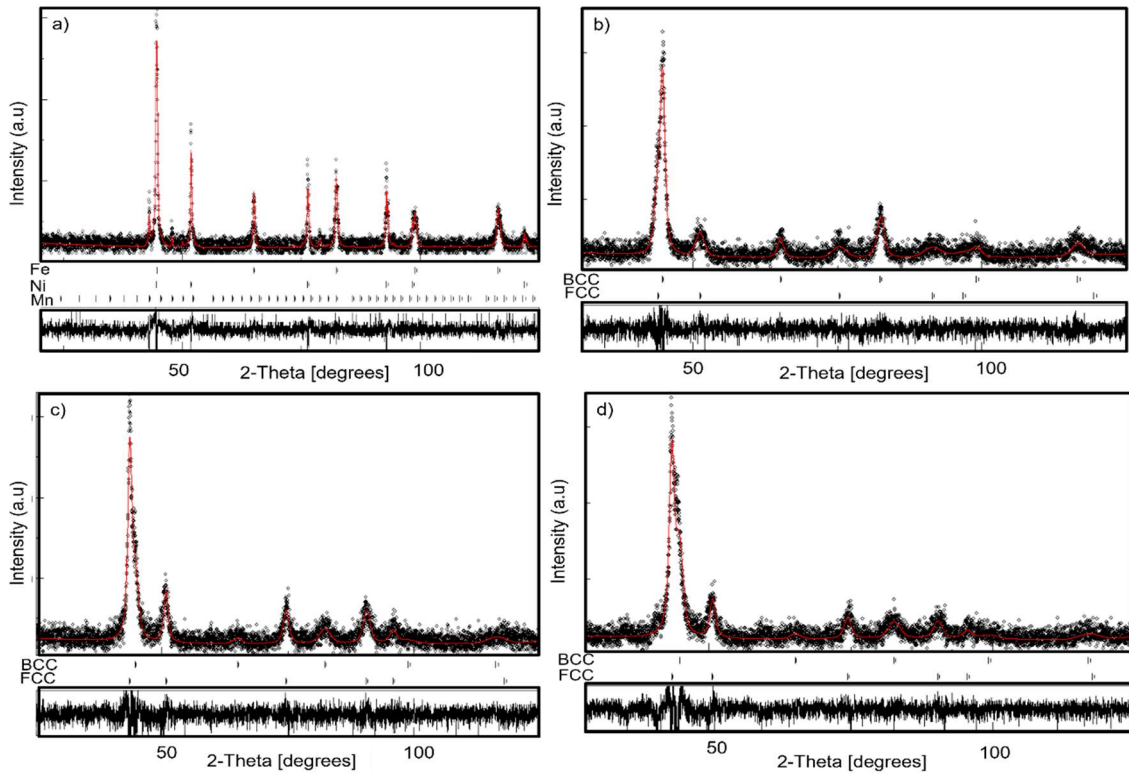 a)
Intensity (a.u)
Fe
Ni
Mn
50
2-Theta [degrees]
100
b)
Intensity (a.u)
BCC
FCC
50
2-Theta [degrees]
100
c)
Intensity (a.u)
BCC
FCC
50
2-Theta [degrees]
100
d)
Intensity (a.u)
BCC
FCC
50
2-Theta [degrees]
100